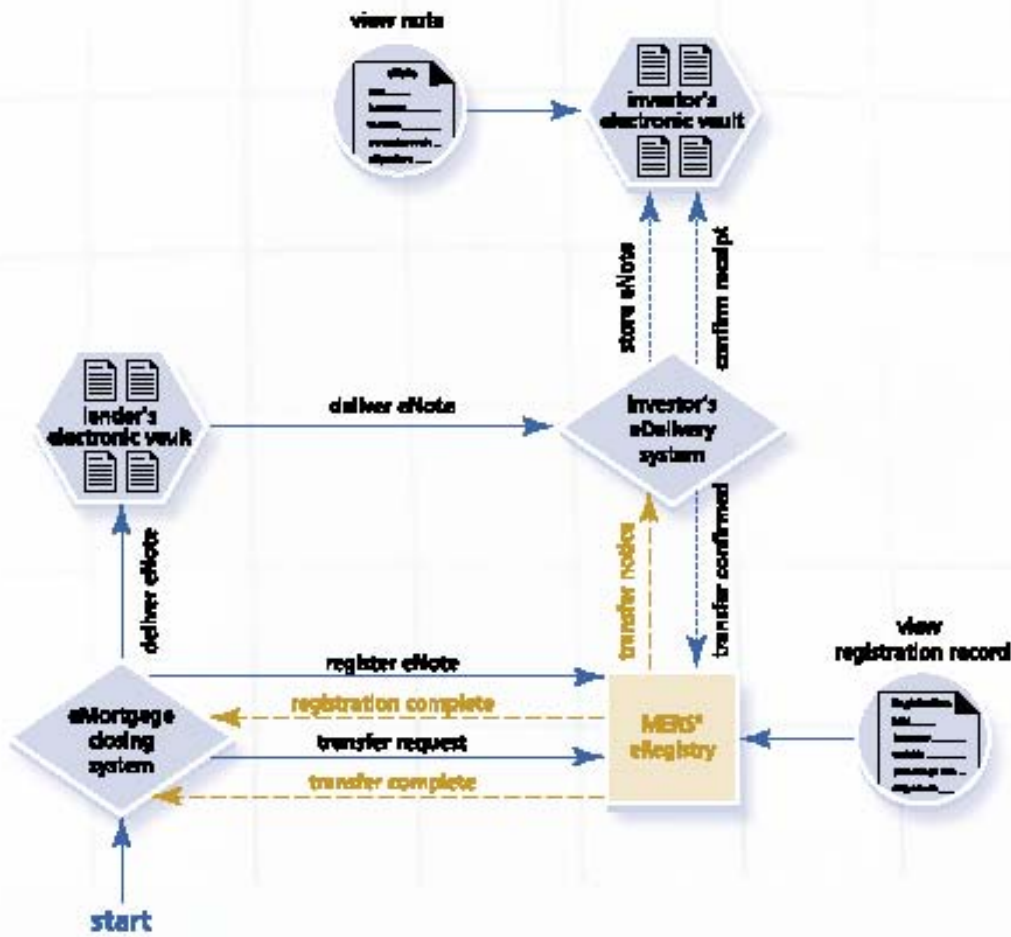 view note
eNote
investor's
electronic vault
store eNote
confirm receipt
lender's
electronic vault
deliver eNote
investor's
eDelivery
system
deliver eNote
transfer notice
transfer confirmed
view
registration record
register eNote
registration complete
eMortgage
closing
system
transfer request
transfer complete
MERS®
eRegistry
Registration
start